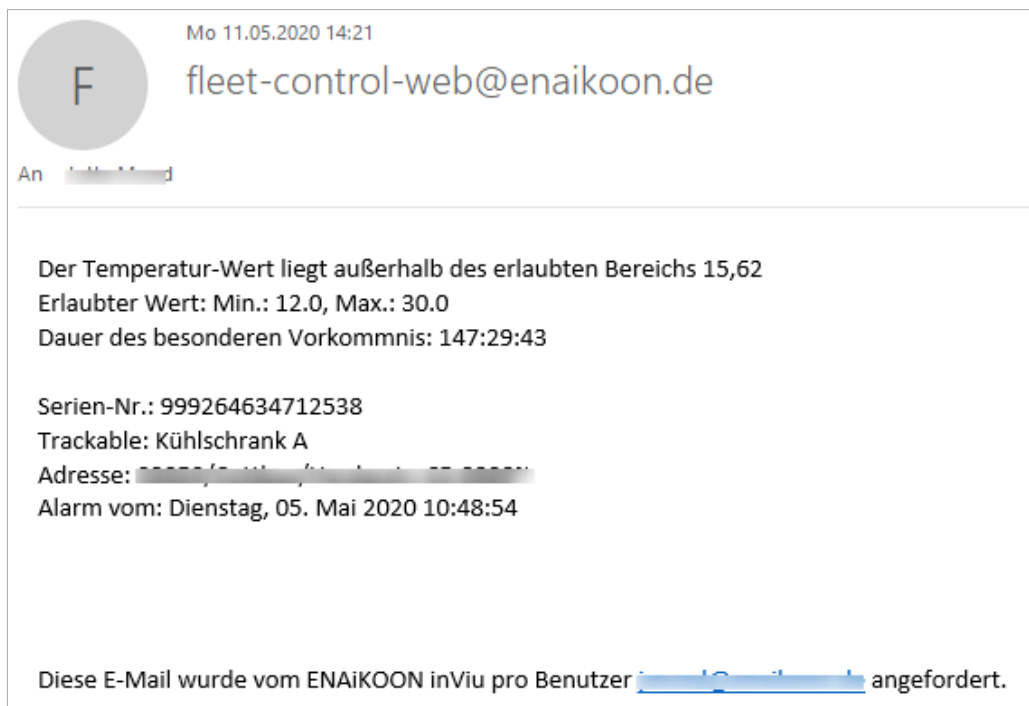 Mo 11.05.2020 14:21
F
fleet-control-web@enaikoon.de
An
Der Temperatur-Wert liegt außerhalb des erlaubten Bereichs 15,62
Erlaubter Wert: Min.: 12.0, Max.: 30.0
Dauer des besonderen Vorkommnis: 147:29:43
Serien-Nr.: 999264634712538
Trackable: Kühlschrank A
Adresse:
Alarm vom: Dienstag, 05. Mai 2020 10:48:54
Diese E-Mail wurde vom ENAiKOON inViu pro Benutzer angefordert.